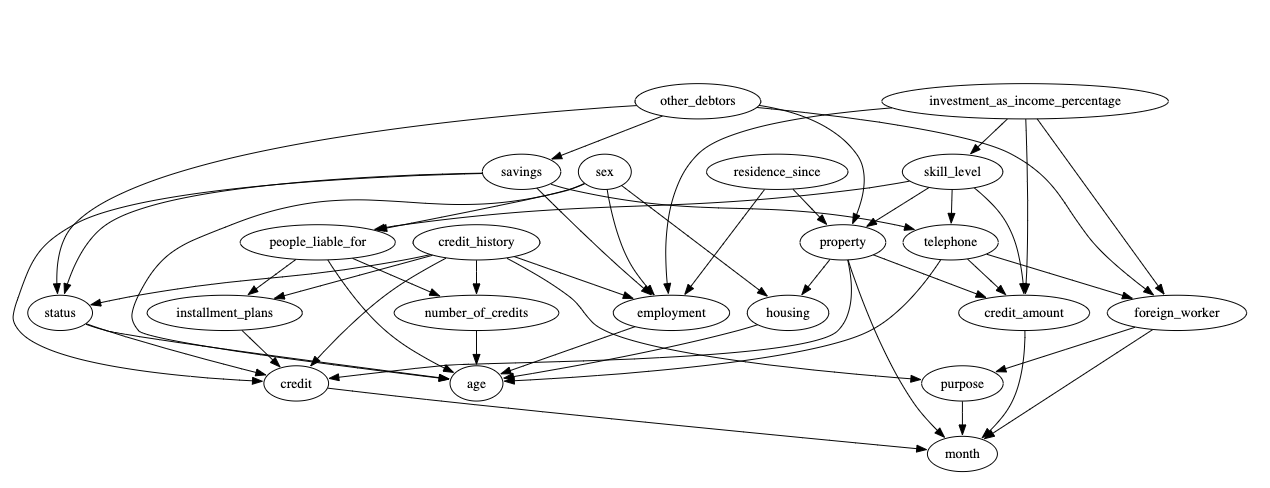 other_debtors
investment_as_income_percentage
savings
sex
residence_since
skill_level
people_liable_for
credit_history
property
telephone
status
installment_plans
number_of_credits
employment
housing
credit_amount
foreign_worker
credit
age
purpose
month